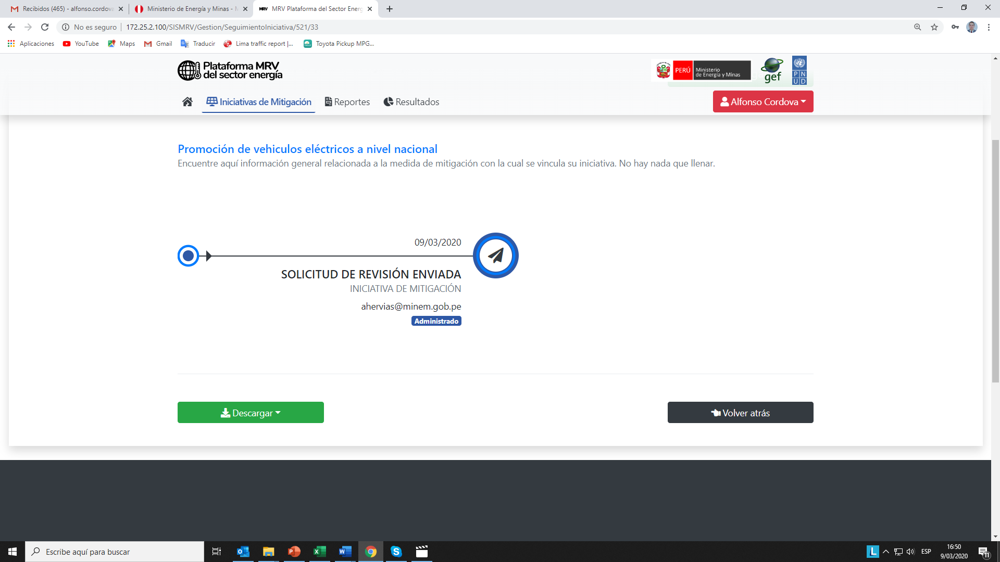 Recibidos (465) - alfonso.cordova
Ministerio de Energía y Minas - M
MRV MRV Plataforma del Sector Energ
No es seguro 172.25.2.100/SISMRV/Gestion/SeguimientoIniciativa/521/33
Aplicaciones YouTube Maps Gmail Traducir Lima traffic report |... Toyota Pickup MPG...
Plataforma MRV
del sector energía
PERÚ Ministerio
de Energía y Minas
gef
P N
U D
Iniciativas de Mitigación Reportes Resultados
Alfonso Cordova
Promoción de vehiculos eléctricos a nivel nacional
Encuentre aquí información general relacionada a la medida de mitigación con la cual se vincula su iniciativa. No hay nada que llenar.
09/03/2020
SOLICITUD DE REVISIÓN ENVIADA
INICIATIVA DE MITIGACIÓN
ahervias@minem.gob.pe
Administrado
Descargar
Volver atrás
Escribe aquí para buscar
L
ESP
16:50
9/03/2020
11